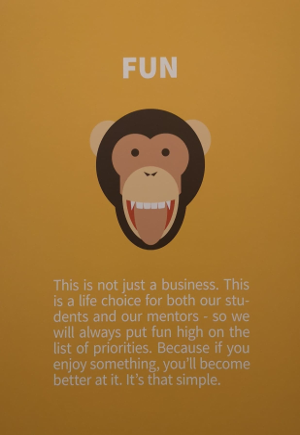 FUN
This is not just a business. This
is a life choice for both our stu-
dents and our mentors - so we
will always put fun high on the
list of priorities. Because if you
enjoy something, you'll become
better at it. It's that simple.